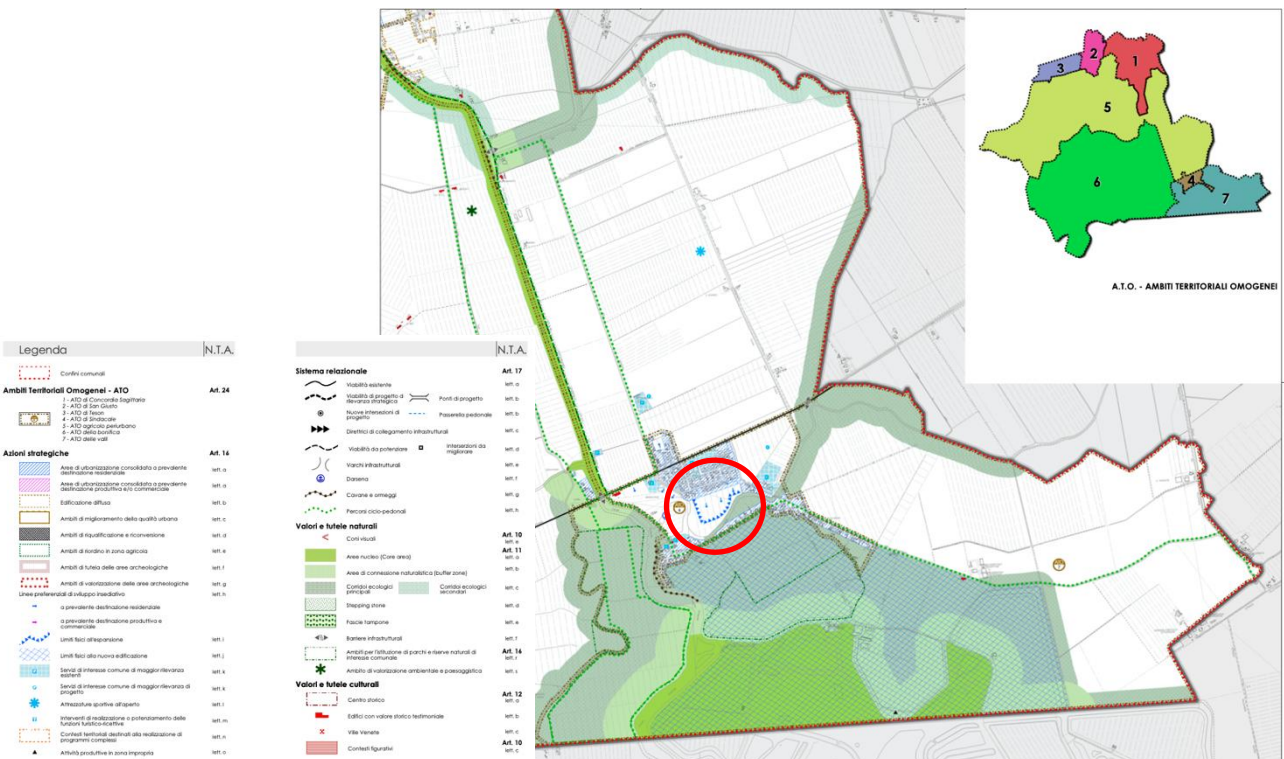 2
1
3
5
4
6
7
A.T.O. - AMBITI TERRITORIALI OMOGENEI
Legenda N.T.A.
Confini comunali
Ambiti Territoriali Omogenei - ATO Art. 24
1 - ATO di Concordia Sagittaria
2 - ATO di San Giusto
3 - ATO di Teson
4 - ATO di Sindacale
5 - ATO agricolo periurbano
6 - ATO della bonifica
7 - ATO delle valli
Azioni strategiche Art. 16
Aree di urbanizzazione consolidata a prevalente
destinazione residenziale lett. a
Aree di urbanizzazione consolidata a prevalente
destinazione produttiva e/o commerciale lett. a
Edificazione diffusa lett. b
Ambiti di miglioramento della qualità urbana lett. c
Ambiti di riqualificazione e riconversione lett. d
Ambiti di riordino in zona agricola lett. e
Ambiti di tutela delle aree archeologiche lett. f
Ambiti di valorizzazione delle aree archeologiche lett. g
Linee preferenziali di sviluppo insediativo lett. h
a prevalente destinazione residenziale
a prevalente destinazione produttiva e
commerciale
Limiti fisici all'espansione lett. i
Limiti fisici alla nuova edificazione lett. j
Servizi di interesse comune di maggior rilevanza
esistenti lett. k
Servizi di interesse comune di maggior rilevanza di
progetto lett. k
Attrezzature sportive all'aperto lett. l
Interventi di realizzazione o potenziamento delle
funzioni turistico-ricettive lett. m
Contesti territoriali destinati alla realizzazione di
programmi complessi lett. n
Attività produttive in zona impropria lett. o
N.T.A.
Sistema relazionale Art. 17
Viabilità esistente lett. a
Viabilità di progetto di
rilevanza strategica Ponti di progetto lett. b
Nuove intersezioni di
progetto Passerella pedonale lett. b
Direttrici di collegamento infrastrutturali lett. c
Viabilità da potenziare Intersezioni da
migliorare lett. d
Varchi infrastrutturali lett. e
Darsena lett. f
Cavane e ormeggi lett. g
Percorsi ciclo-pedonali lett. h
Valori e tutele naturali
Coni visuali Art. 10
lett. e
Art. 11
Aree nucleo (Core area) lett. a
Aree di connessione naturalistica (buffer zone) lett. b
Corridoi ecologici
principali Corridoi ecologici
secondari lett. c
Stepping stone lett. d
Fascie tampone lett. e
Barriere infrastrutturali lett. f
Ambiti per l'istituzione di parchi e riserve naturali di
interesse comunale Art. 16
Ambito di valorizzazione ambientale e paesaggistico
Valori e tutele culturali
Centro storico Art. 12
lett. a
Edifici con valore storico testimoniale lett. b
Ville Venete lett. c
Contesti figurativi Art. 10
lett. c